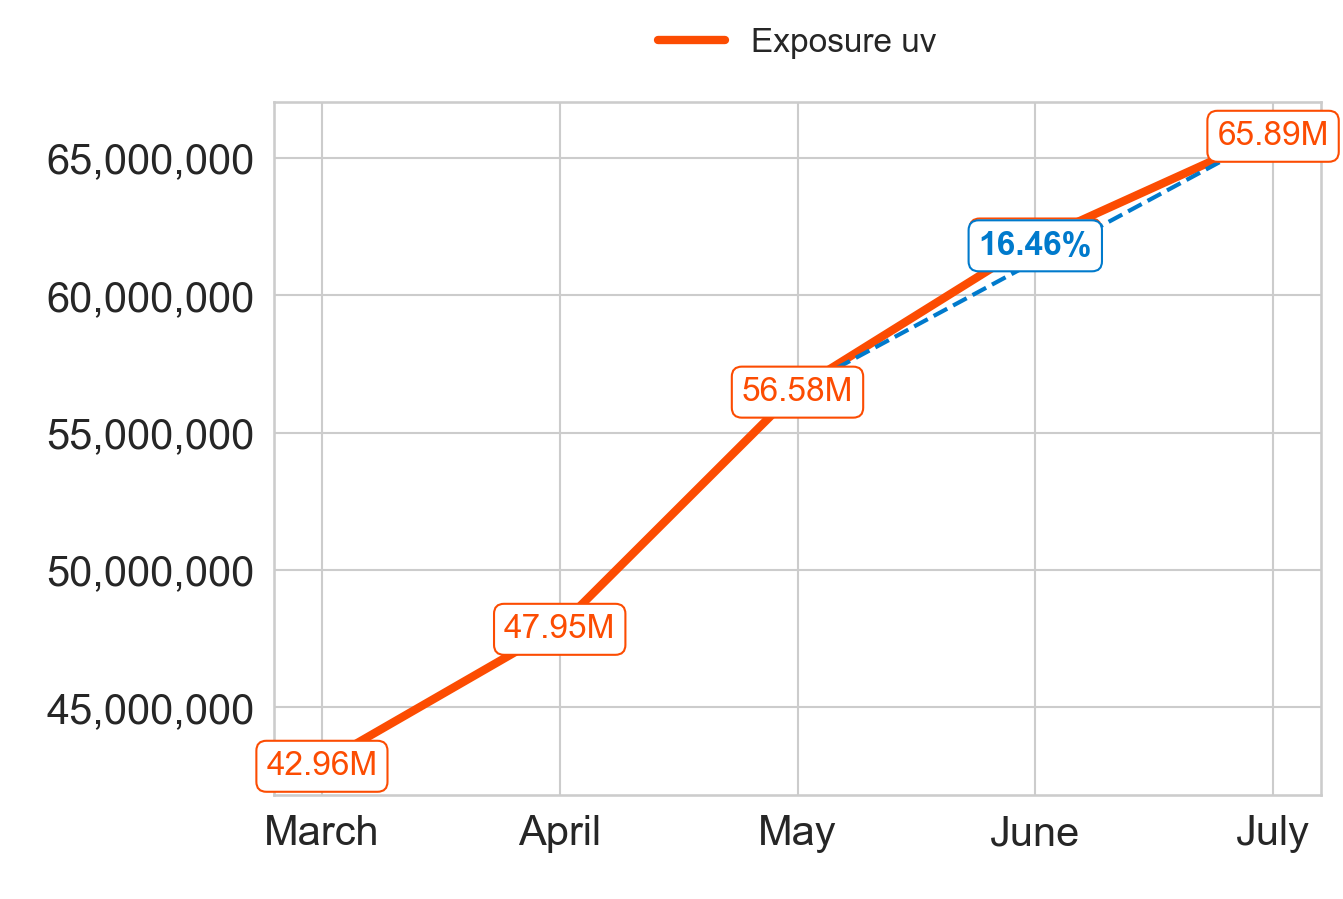 Exposure uv
65.89M
65,000,000
16.46%
60,000,000
56.58M
55,000,000
50,000,000
47.95M
45,000,000
42.96M
March April May June July